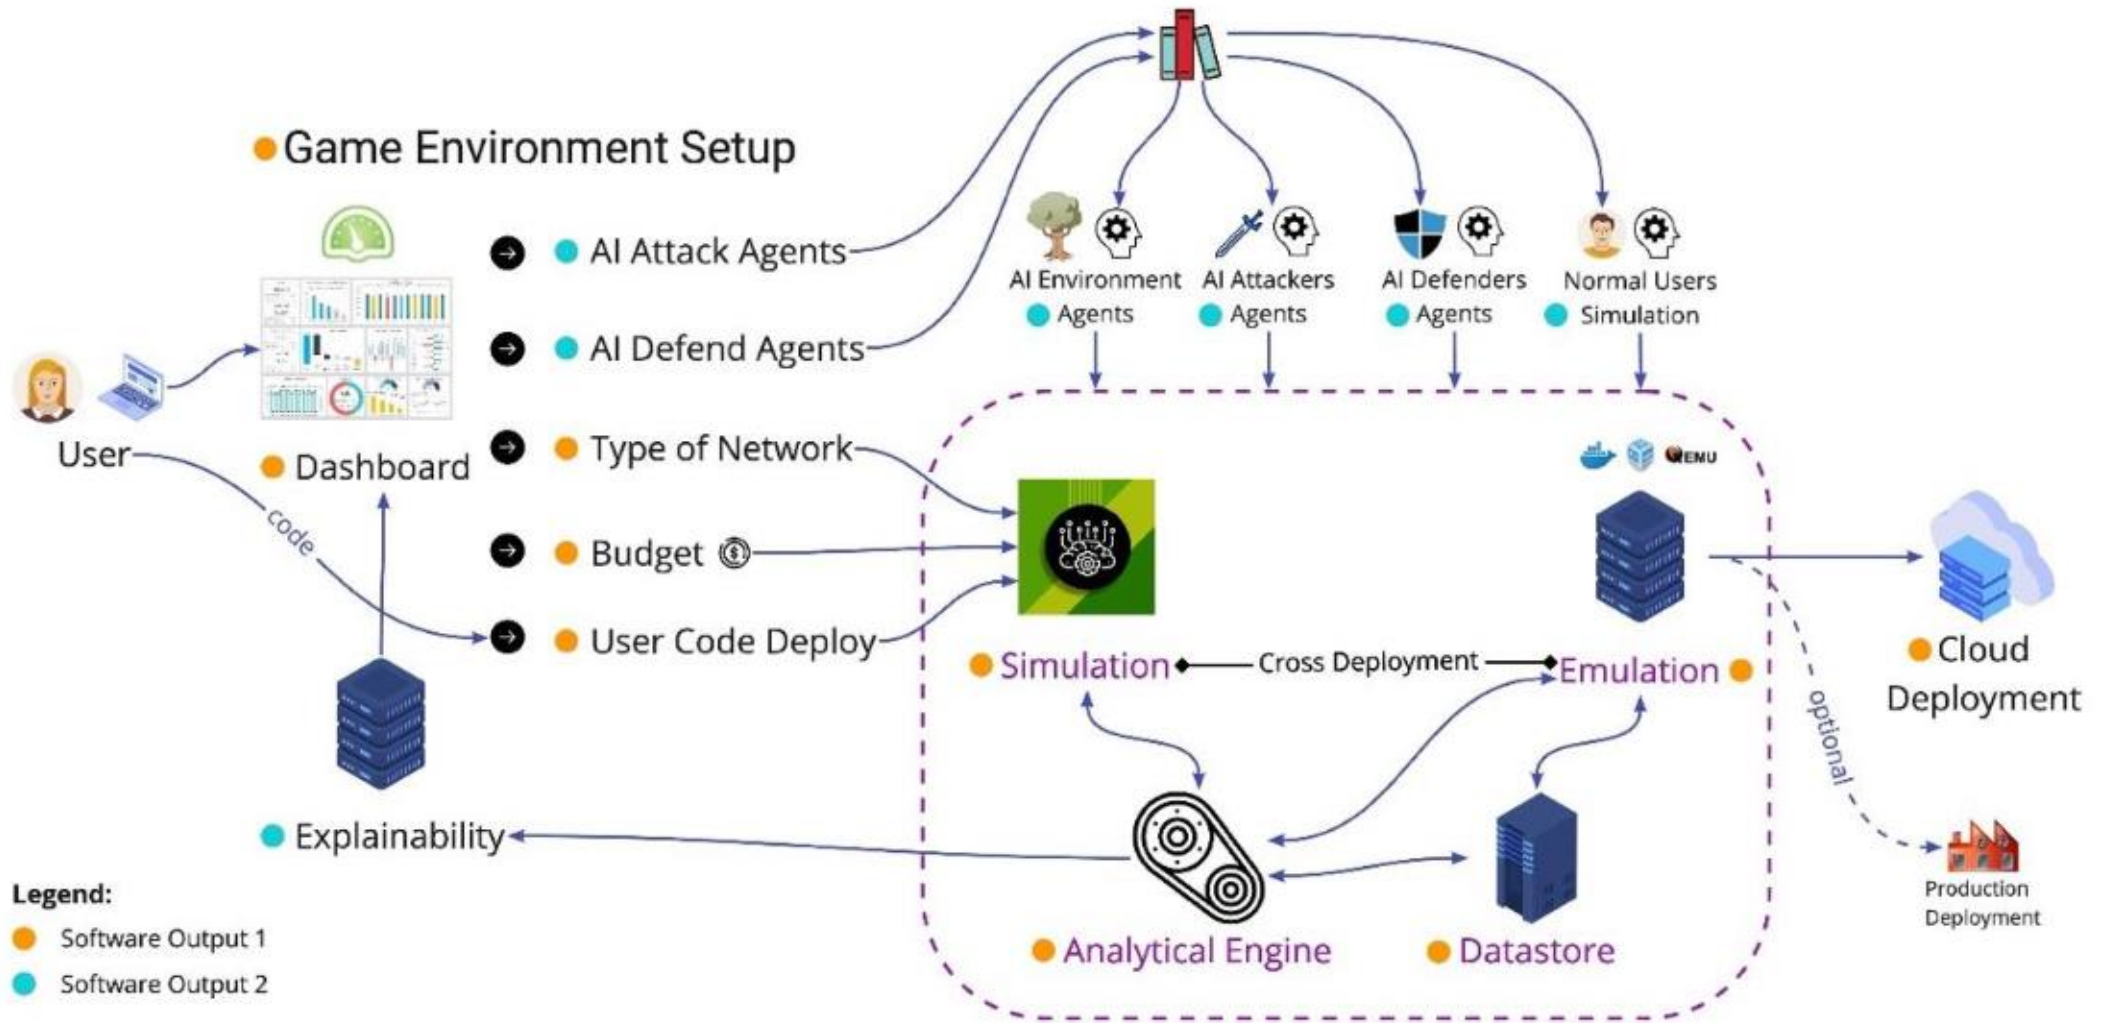 Game Environment Setup
AI Attack Agents
AI Defend Agents
Type of Network
Budget
User Code Deploy
User
code
Dashboard
Explainability
AI Environment
Agents
AI Attackers
Agents
AI Defenders
Agents
Normal Users
Simulation
QEMU
Simulation
Cross Deployment
Emulation
Analytical Engine
Datastore
Cloud
Deployment
optional
Production
Deployment
Legend:
Software Output 1
Software Output 2